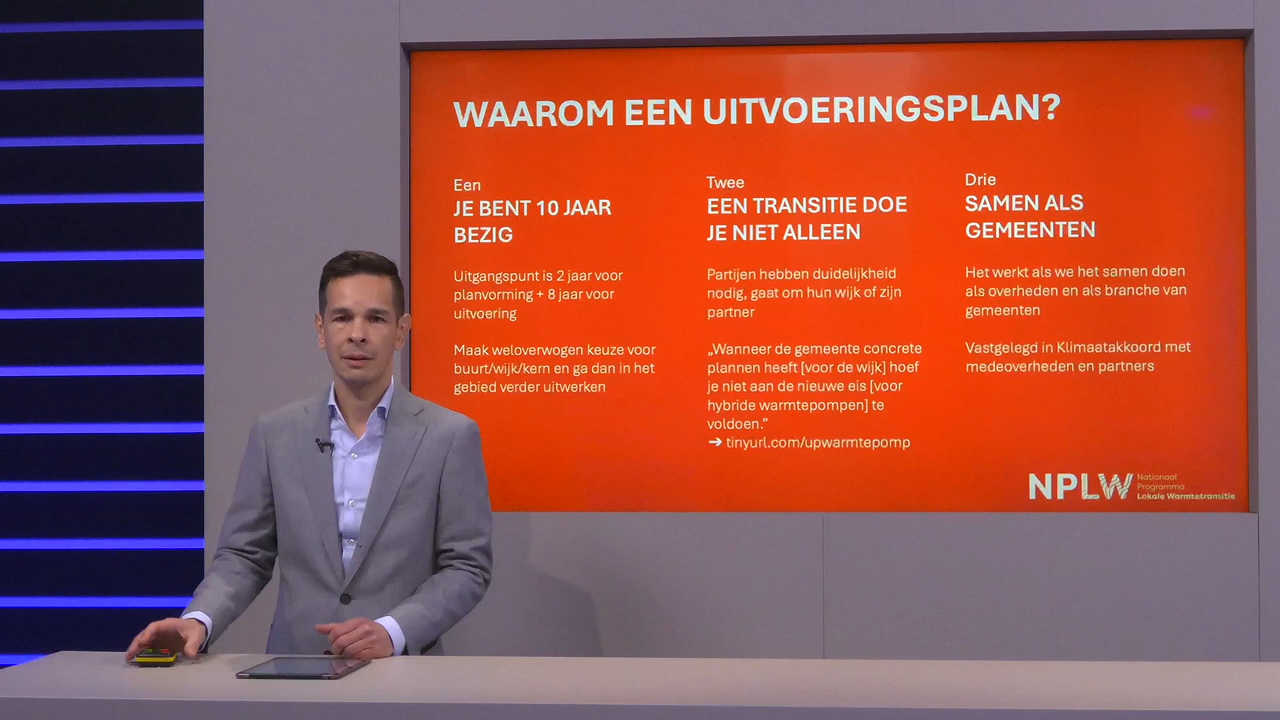 WAAROM EEN UITVOERINGSPLAN?
Een
JE BENT 10 JAAR
BEZIG
Uitgangspunt is 2 jaar voor
planvorming + 8 jaar voor
uitvoering
Maak weloverwogen keuze voor
buurt/wijk/kern en ga dan in het
gebied verder uitwerken
Twee
EEN TRANSITIE DOE
JE NIET ALLEEN
Partijen hebben duidelijkheid
nodig, gaat om hun wijk of zijn
partner
„Wanneer de gemeente concrete
plannen heeft [voor de wijk] hoef
je niet aan de nieuwe eis [voor
hybride warmtepompen] te
voldoen.”
➔ tinyurl.com/upwarmtepomp
Drie
SAMEN ALS
GEMEENTEN
Het werkt als we het samen doen
als overheden en als branche van
gemeenten
Vastgelegd in Klimaatakkoord met
medeoverheden en partners
NPLW
Nationaal
Programma
Lokale Warmtetransitie